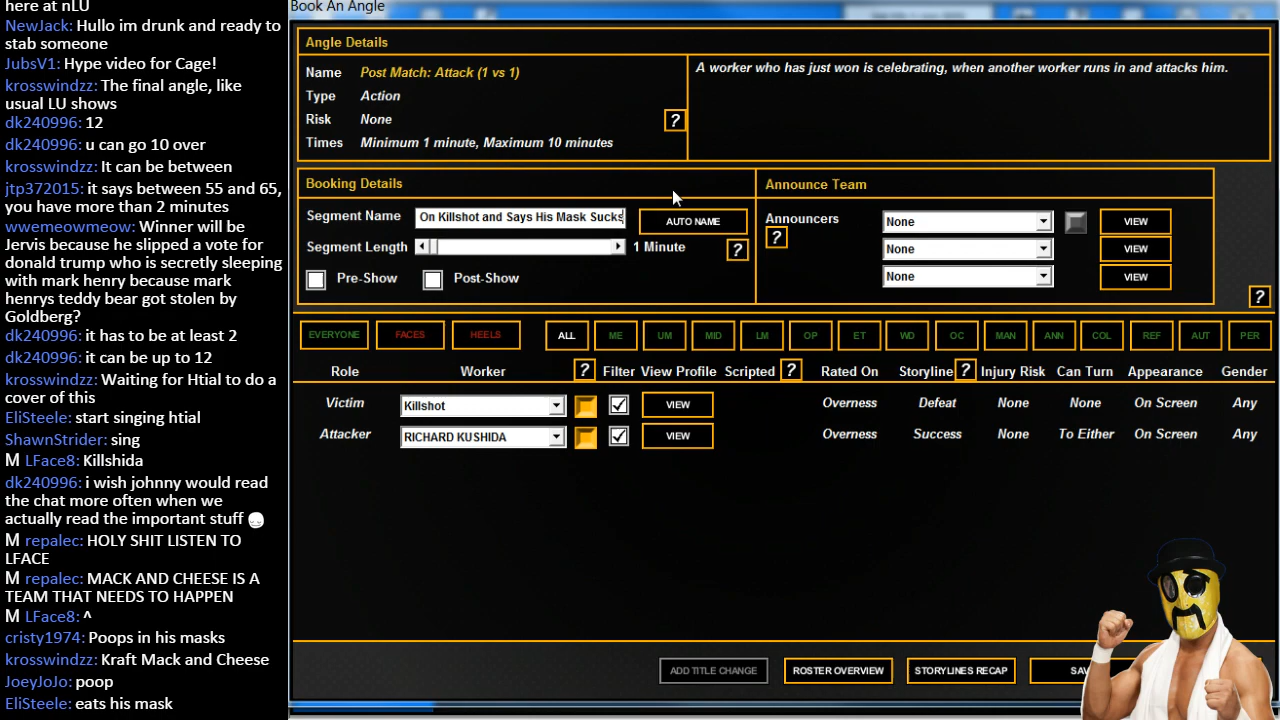 here at nLU
NewJack: Hullo im drunk and ready to
stab someone
JubsV1: Hype video for Cage!
krosswindzz: The final angle, like
usual LU shows
dk240996: 12
dk240996: u can go 10 over
krosswindzz: It can be between
jtp372015: it says between 55 and 65,
you have more than 2 minutes
wwemeowmeow: Winner will be
Jervis because he slipped a vote for
donald trump who is secretly sleeping
with mark henry because mark
henrys teddy bear got stolen by
Goldberg?
dk240996: it has to be at least 2
dk240996: it can be up to 12
krosswindzz: Waiting for Htial to do a
cover of this
EliSteele: start singing htial
ShawnStrider: sing
M LFace8: Killshida
dk240996: i wish johnny would read
the chat more often when we
actually read the important stuff
M repalec: HOLY SHIT LISTEN TO
LFACE
M repalec: MACK AND CHEESE IS A
TEAM THAT NEEDS TO HAPPEN
M LFace8: ^
cristy1974: Poops in his masks
krosswindzz: Kraft Mack and Cheese
JoeyJoJo: poop
EliSteele: eats his mask
Book An Angle
Angle Details
Name Post Match: Attack (1 vs 1)
Type Action
Risk None
?
Times Minimum 1 minute, Maximum 10 minutes
A worker who has just won is celebrating, when another worker runs in and attacks him.
Booking Details
Segment Name On Killshot and Says His Mask Sucks AUTO NAME
Segment Length 1 Minute ?
Pre-Show Post-Show
Announce Team
Announcers None VIEW
? None VIEW
None VIEW
?
EVERYONE FACES HEELS ALL ME UM MID LM OP ET WD OC MAN ANN COL REF AUT PER
Role Worker ? Filter View Profile Scripted ? Rated On Storyline ? Injury Risk Can Turn Appearance Gender
Victim Killshot VIEW Overness Defeat None None On Screen Any
Attacker RICHARD KUSHIDA VIEW Overness Success None To Either On Screen Any
ADD TITLE CHANGE ROSTER OVERVIEW STORYLINES RECAP SAV